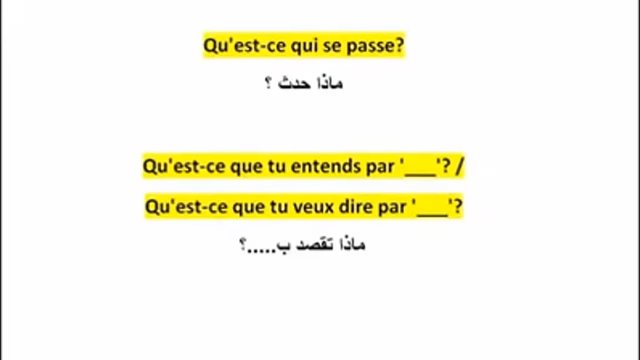 Qu'est-ce qui se passe?
ماذا حدث ؟
Qu'est-ce que tu entends par '___'? /
Qu'est-ce que tu veux dire par '___'?
ماذا تقصد ب.....؟